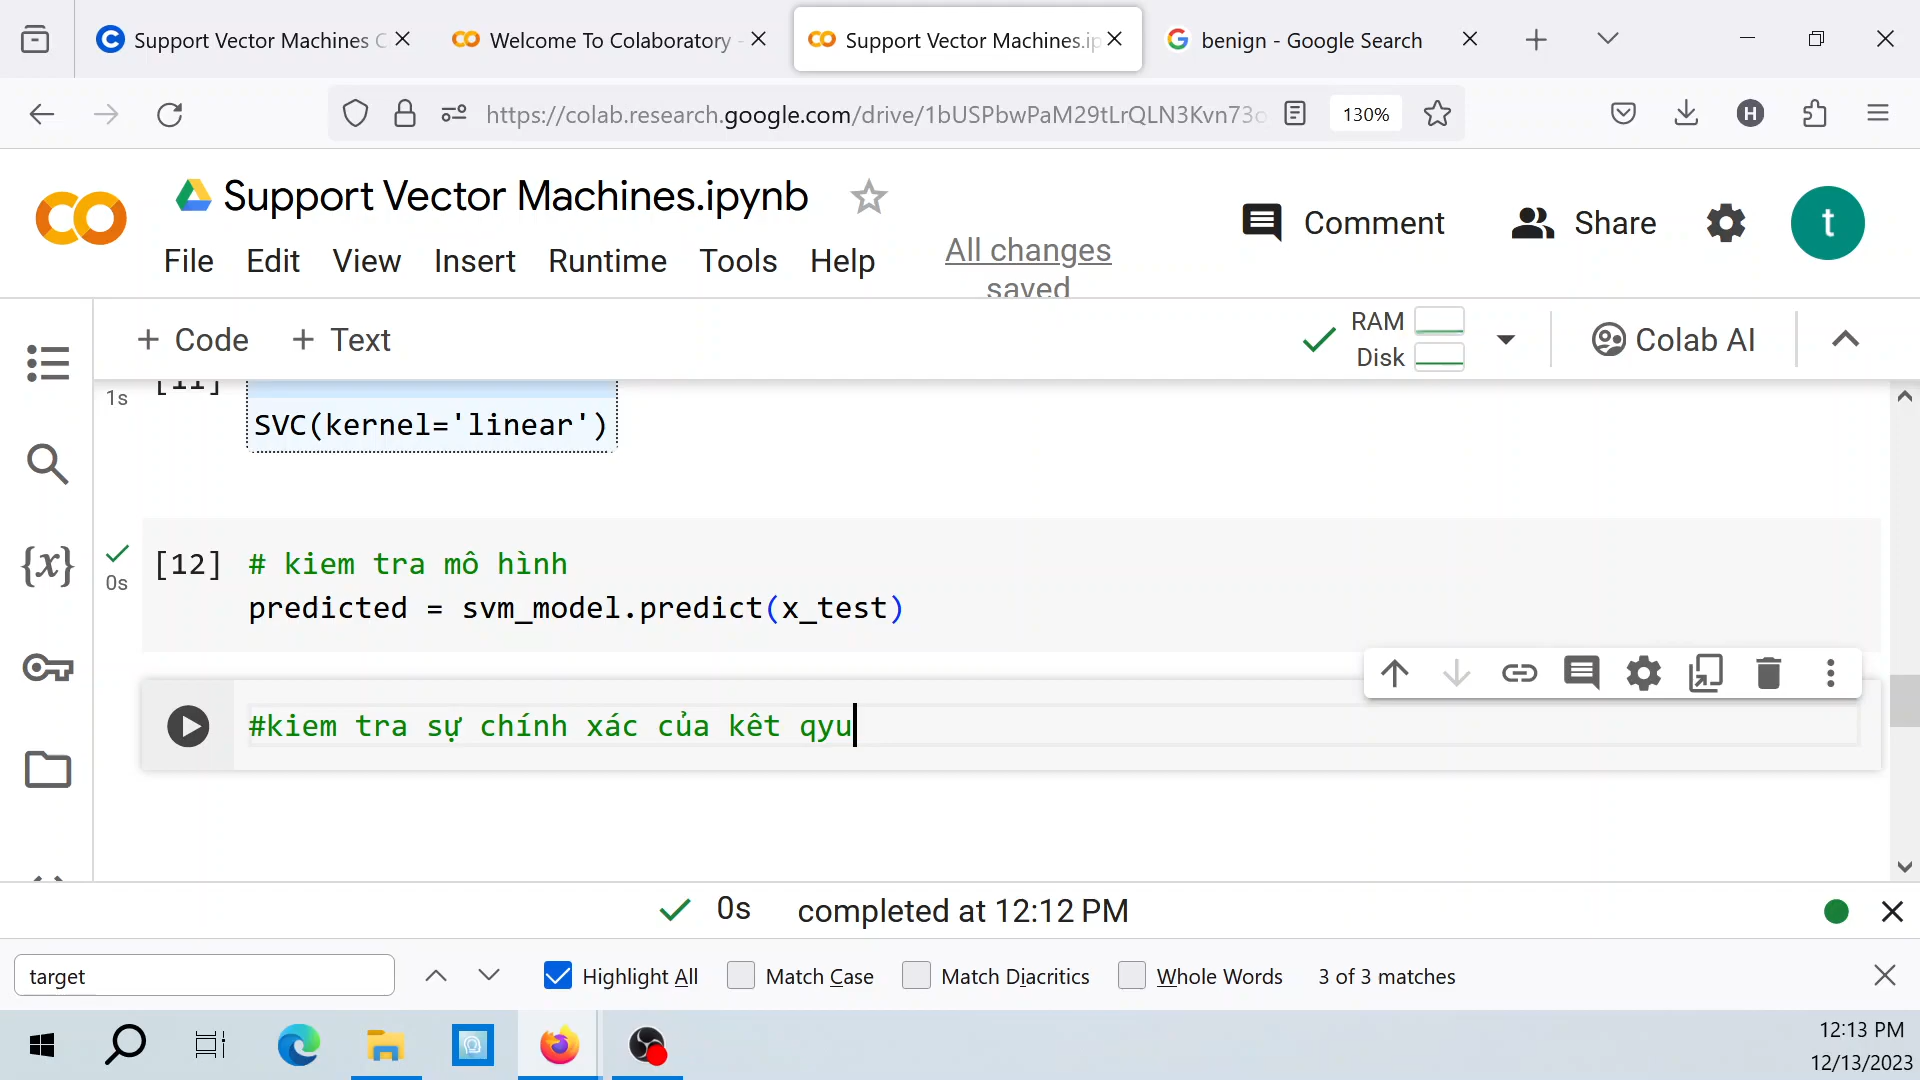 Support Vector Machines C
Welcome To Colaboratory -
Support Vector Machines.ip
benign - Google Search
https://colab.research.google.com/drive/1bUSPbwPaM29tLrQLN3Kvn73o
130%
H
Support Vector Machines.ipynb
Comment
Share
t
File Edit View Insert Runtime Tools Help
All changes saved
+ Code + Text
RAM
Disk
Colab AI
1s
[11]
SVC(kernel='linear')
[12] # kiem tra mô hình
0s
predicted = svm_model.predict(x_test)
{x}
#kiem tra sự chính xác của kêt qyu
0s completed at 12:12 PM
target
Highlight All Match Case Match Diacritics Whole Words 3 of 3 matches
12:13 PM
12/13/2023